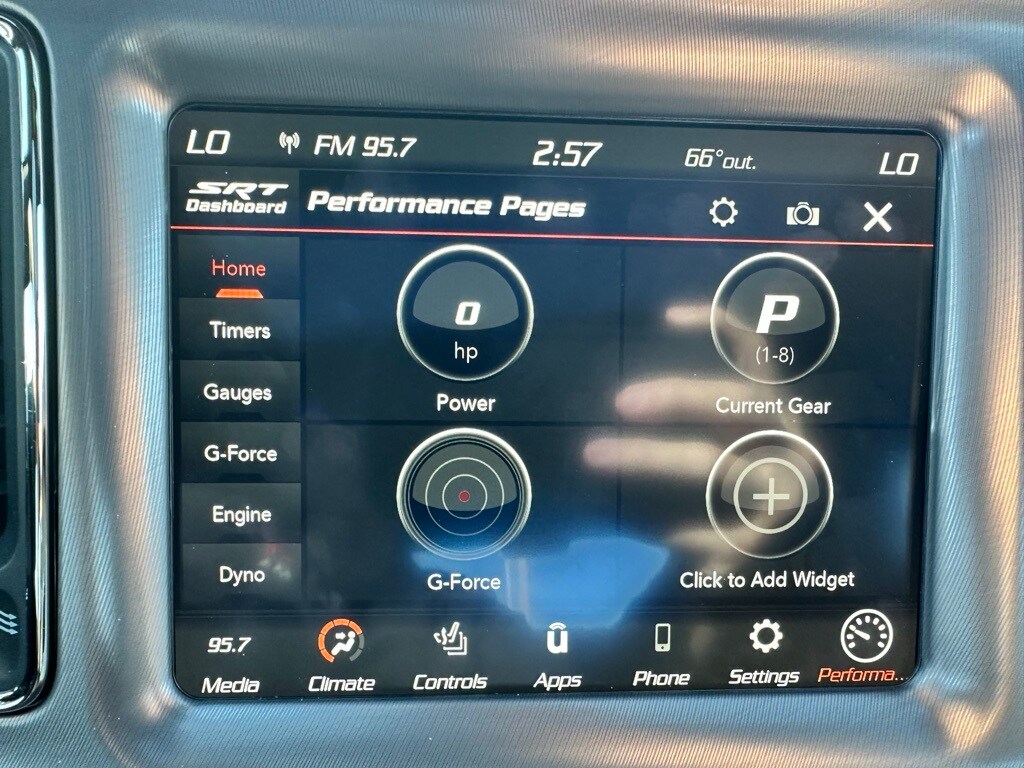 LO FM 95.7 2:57 66° out. LO
SRT
Dashboard
Performance Pages
Home
Timers
Gauges
G-Force
Engine
Dyno
0
hp
Power
P
(1-8)
Current Gear
G-Force
Click to Add Widget
95.7
Media
Climate
Controls
u
Apps
Phone
Settings
Performa..